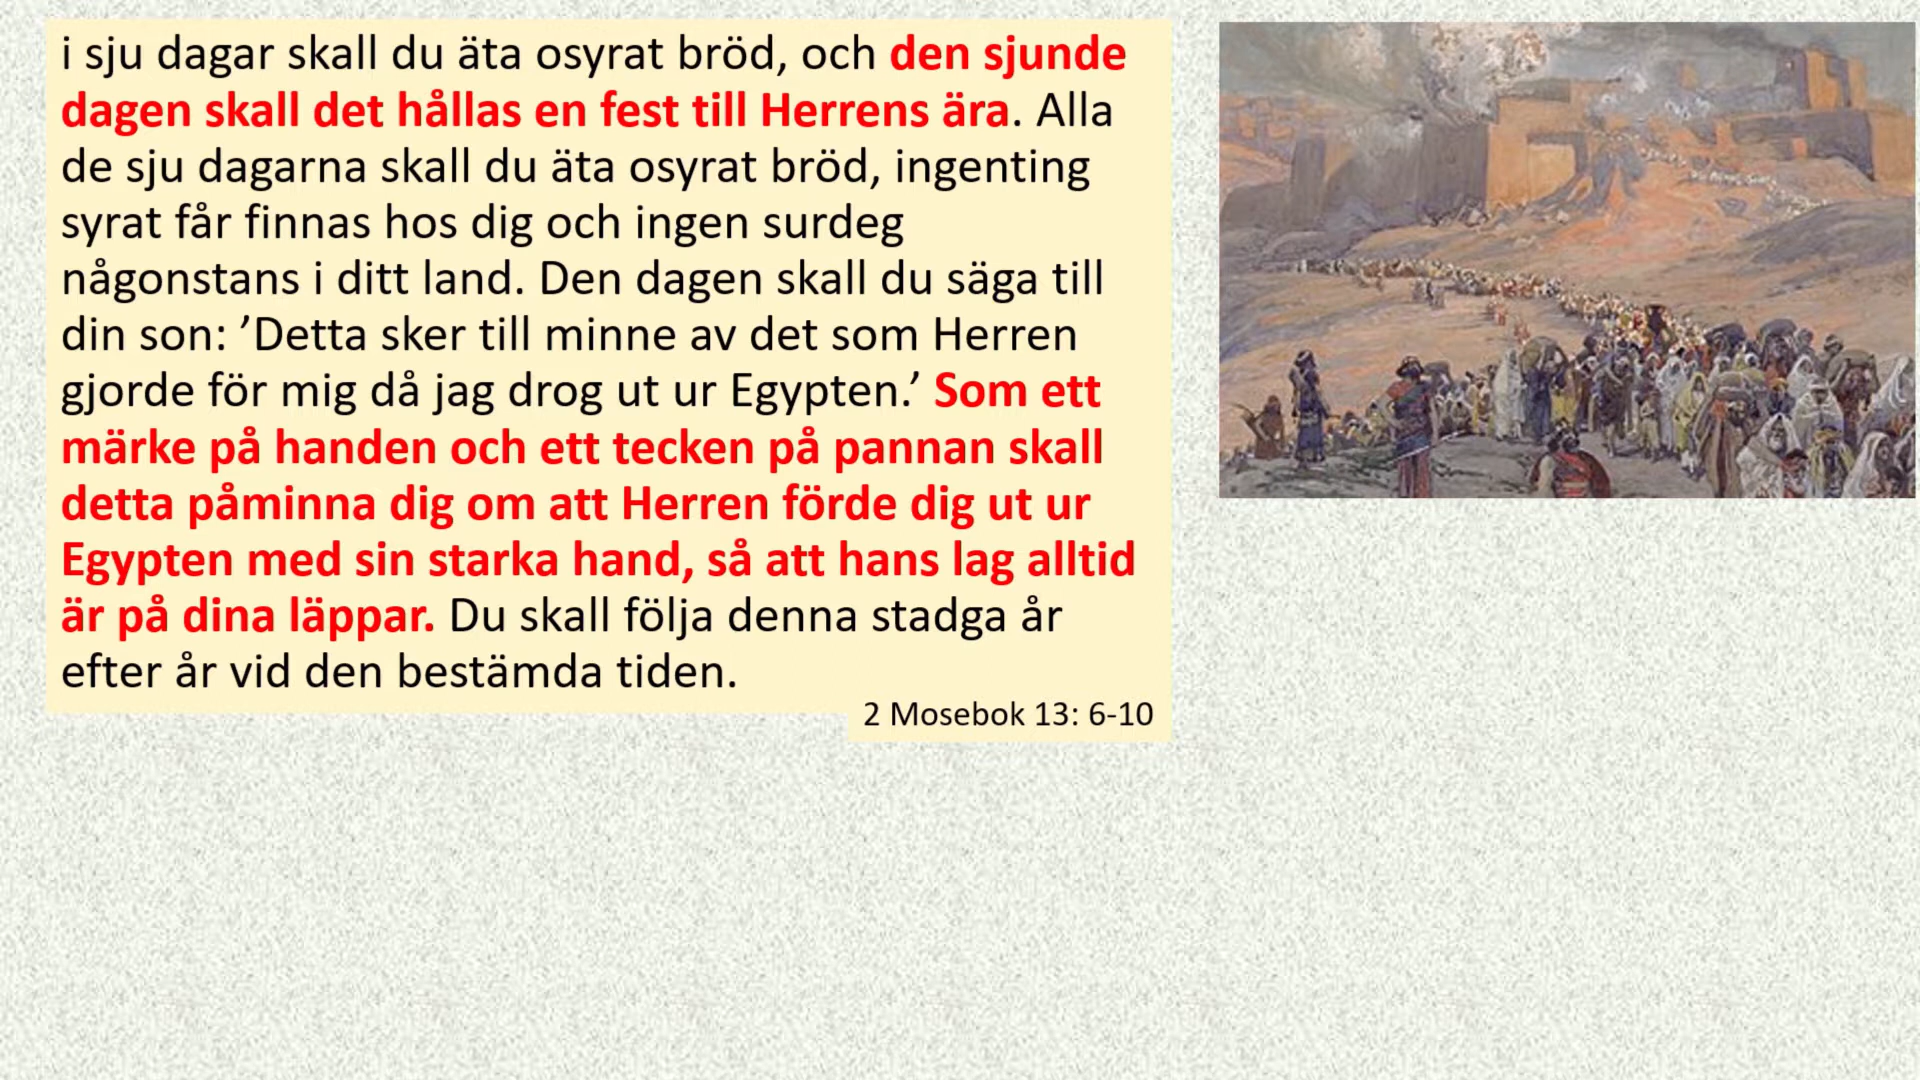 i sju dagar skall du äta osyrat bröd, och den sjunde
dagen skall det hållas en fest till Herrens ära. Alla
de sju dagarna skall du äta osyrat bröd, ingenting
syrat får finnas hos dig och ingen surdeg
någonstans i ditt land. Den dagen skall du säga till
din son: ’Detta sker till minne av det som Herren
gjorde för mig då jag drog ut ur Egypten.’ Som ett
märke på handen och ett tecken på pannan skall
detta påminna dig om att Herren förde dig ut ur
Egypten med sin starka hand, så att hans lag alltid
är på dina läppar. Du skall följa denna stadga år
efter år vid den bestämda tiden.
2 Mosebok 13: 6-10